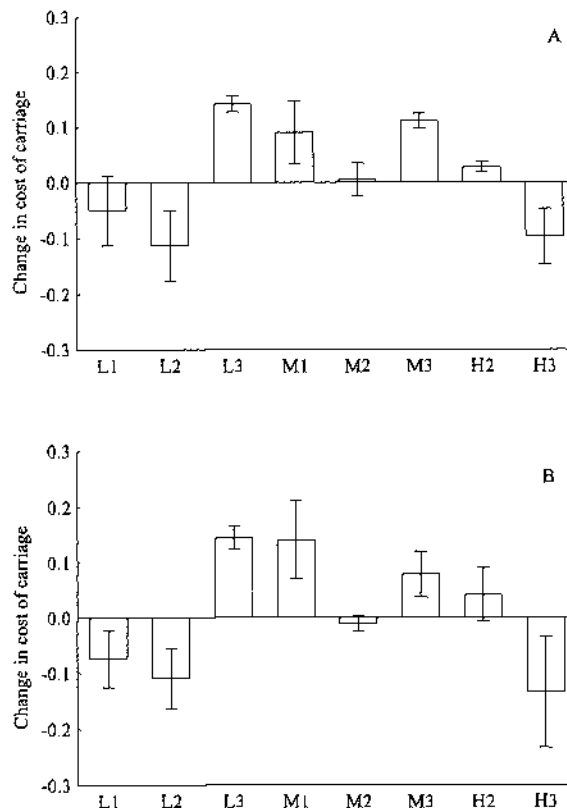 A
Change in cost of carriage
0.3
0.2
0.1
0.0
-0.1
-0.2
-0.3
L1 L2 L3 M1 M2 M3 H2 H3
B
Change in cost of carriage
0.3
0.2
0.1
0.0
-0.1
-0.2
-0.3
L1 L2 L3 M1 M2 M3 H2 H3